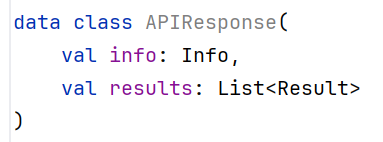 data class APIResponse(
    val info: Info,
    val results: List<Result>
)